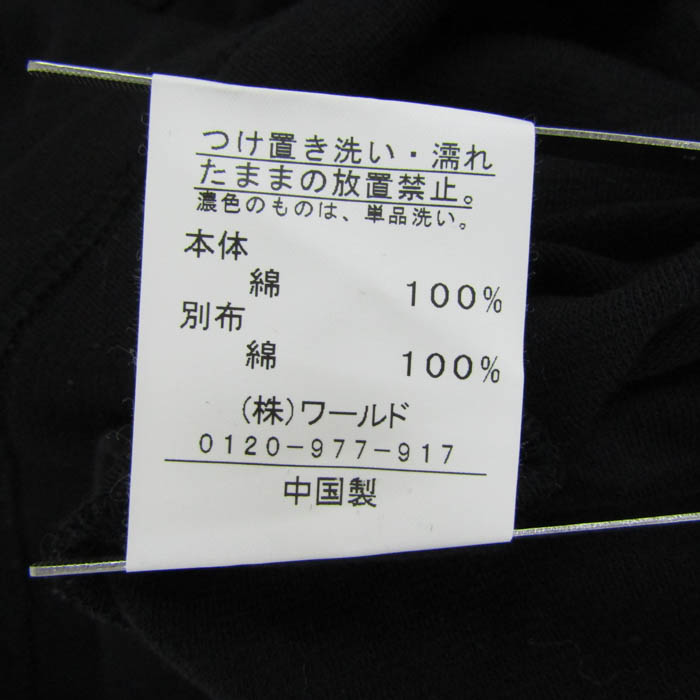 つけ置き洗い・濡れ
たままの放置禁止。
濃色のものは、単品洗い。
本体
綿 100%
別布
綿 100%
(株)ワールド
0120-977-917
中国製